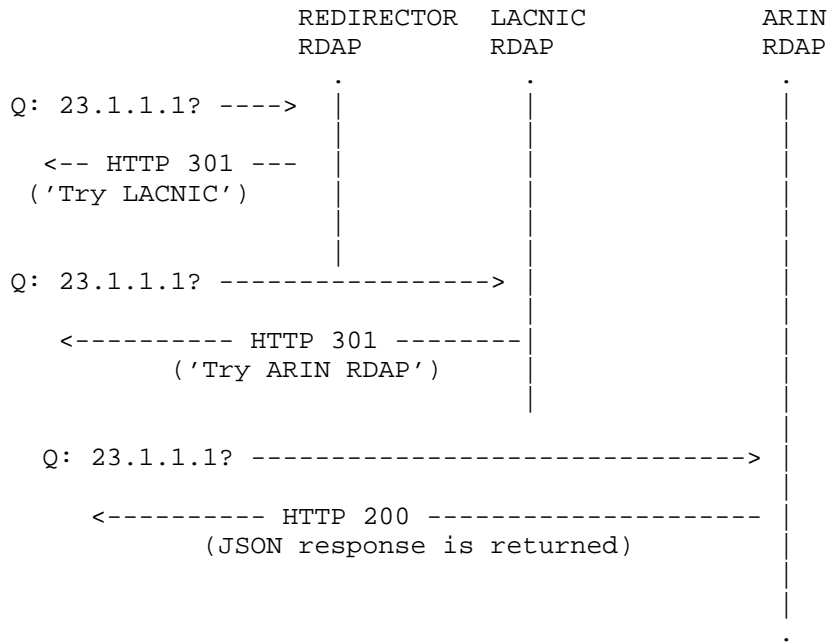 REDIRECTOR LACNIC ARIN
RDAP RDAP RDAP
. . .
Q: 23.1.1.1? ---->
<-- HTTP 301 ---
('Try LACNIC')
Q: 23.1.1.1? ----------------->
<---------- HTTP 301 --------
('Try ARIN RDAP')
Q: 23.1.1.1? ------------------------------->
<---------- HTTP 200 ---------------------
(JSON response is returned)
.